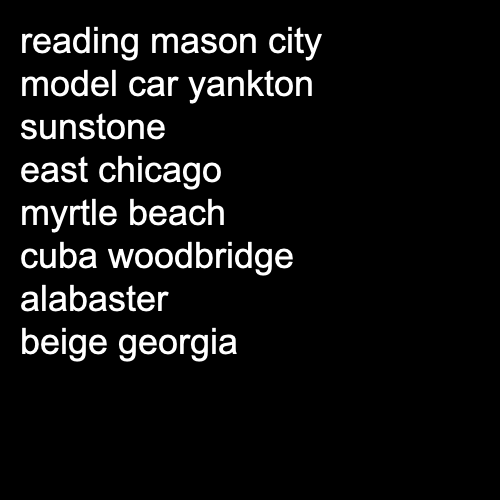 reading mason city
model car yankton
sunstone
east chicago
myrtle beach
cuba woodbridge
alabaster
beige georgia